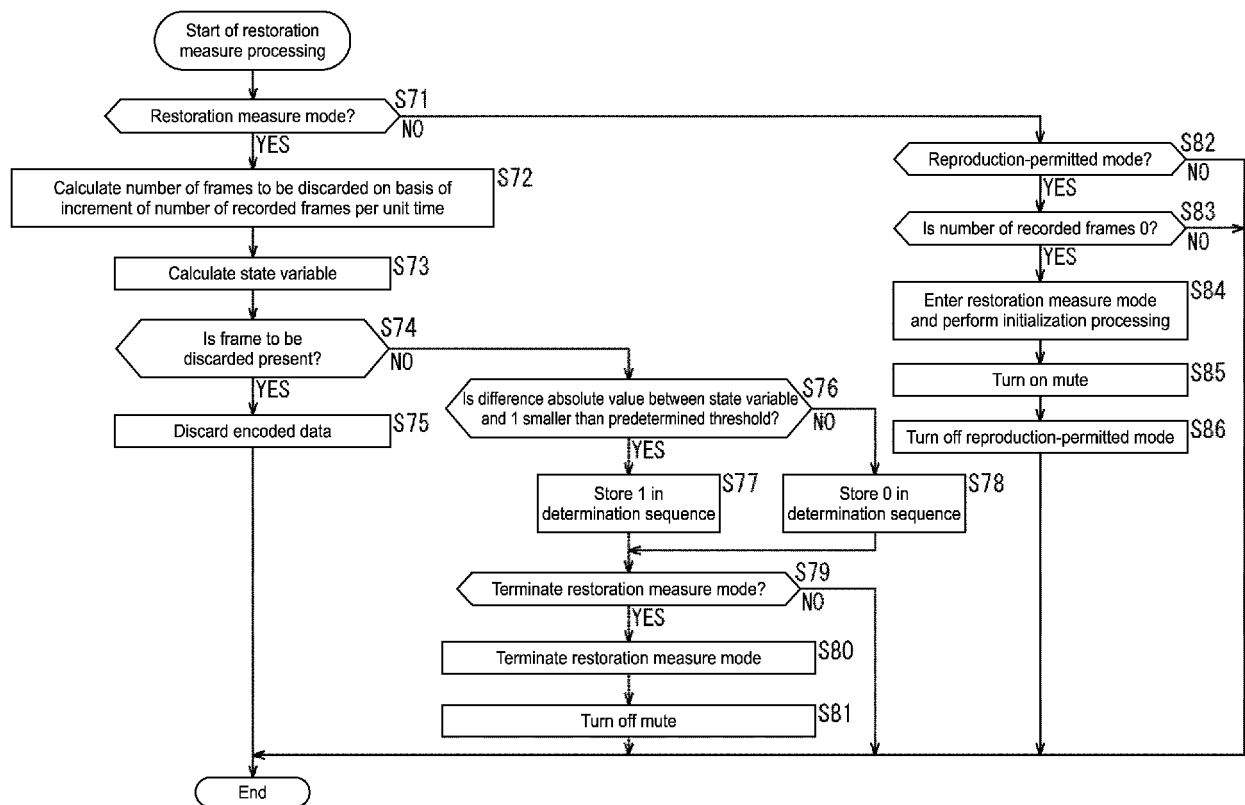 Start of restoration
measure processing
Restoration measure mode?
S71
NO
YES
Calculate number of frames to be discarded on basis of
increment of number of recorded frames per unit time
S72
Calculate state variable
S73
Is frame to be
discarded present?
S74
NO
YES
Discard encoded data
S75
Is difference absolute value between state variable
and 1 smaller than predetermined threshold?
S76
NO
YES
Store 1 in
determination sequence
S77
Store 0 in
determination sequence
S78
Terminate restoration measure mode?
S79
NO
YES
Terminate restoration measure mode
S80
Turn off mute
S81
Reproduction-permitted mode?
S82
NO
YES
Is number of recorded frames 0?
S83
NO
YES
Enter restoration measure mode
and perform initialization processing
S84
Turn on mute
S85
Turn off reproduction-permitted mode
S86
End